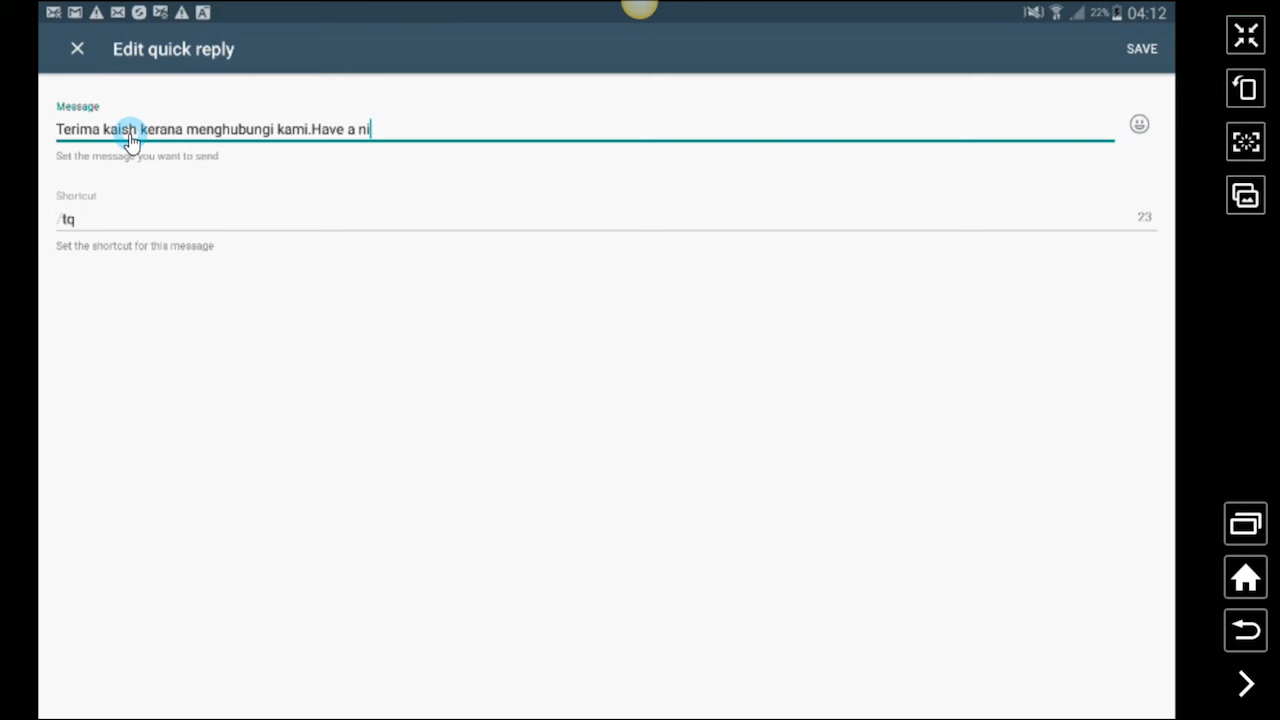 22% 04:12
Edit quick reply
SAVE
Message
Terima kaish kerana menghubungi kami.Have a ni
Set the message you want to send
Shortcut
/tq
23
Set the shortcut for this message